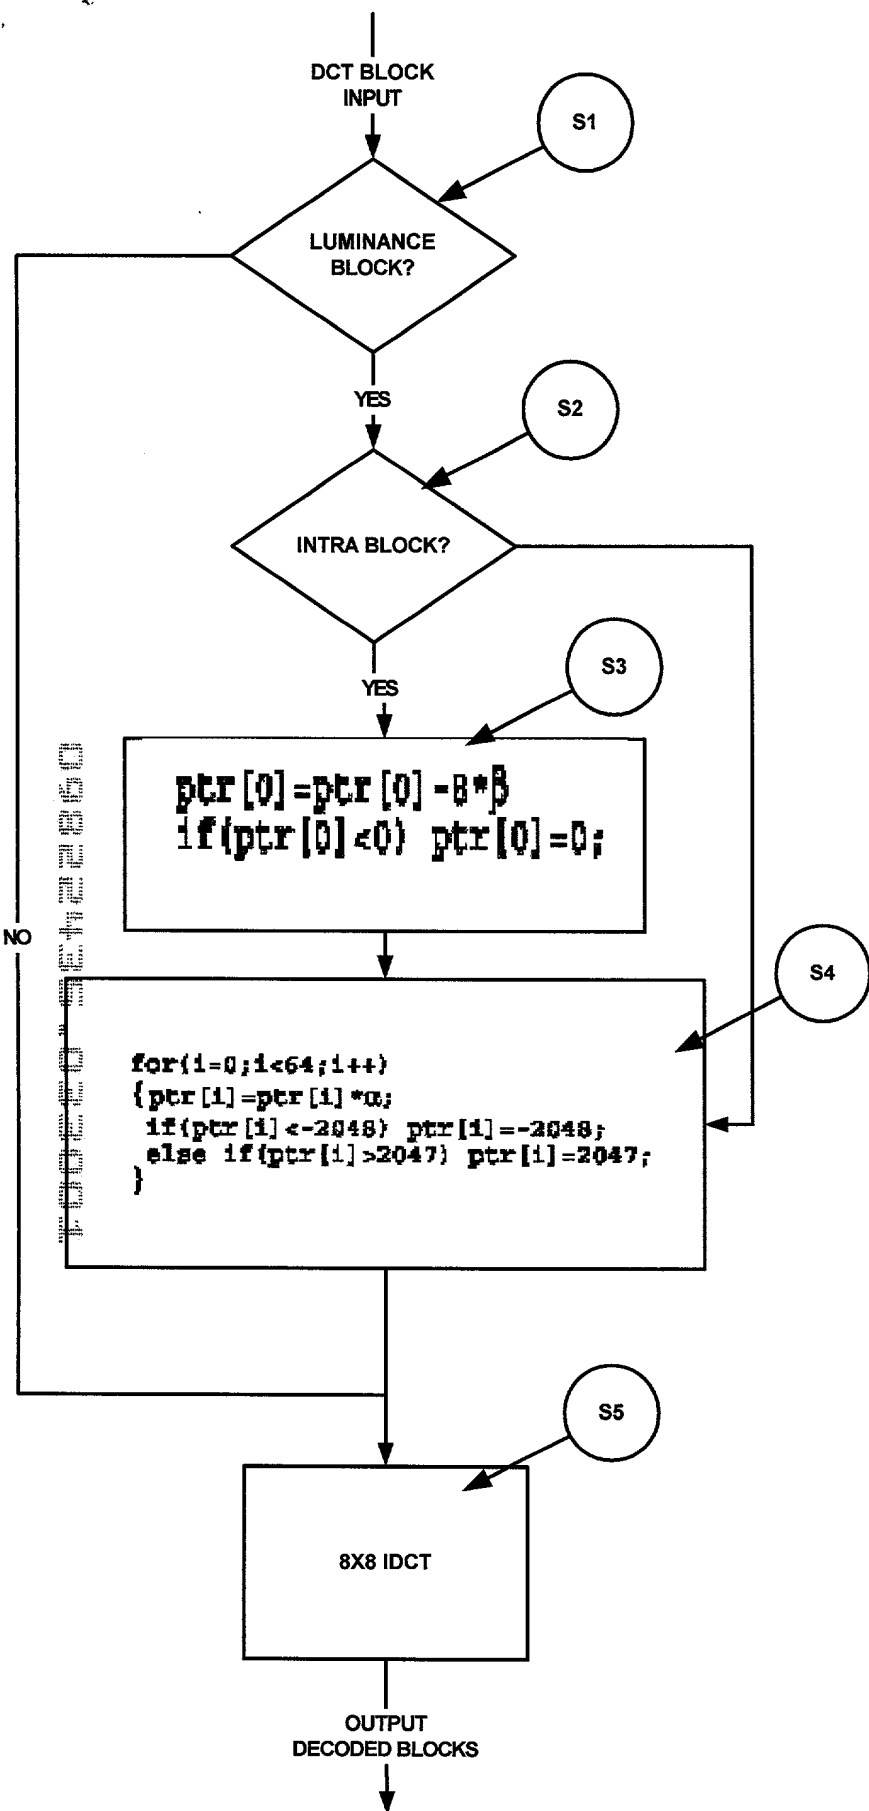 DCT BLOCK
INPUT
S1
LUMINANCE
BLOCK?
YES
S2
INTRA BLOCK?
YES
S3
ptr[0]=ptr[0]-8*β
if(ptr[0]<0) ptr[0]=0;
NO
S4
for(i=0;i<64;i++)
{ptr[i]=ptr[i]*α;
if(ptr[i]<-2048) ptr[i]=-2048;
else if(ptr[i]>2047) ptr[i]=2047;
}
S5
8X8 IDCT
OUTPUT
DECODED BLOCKS